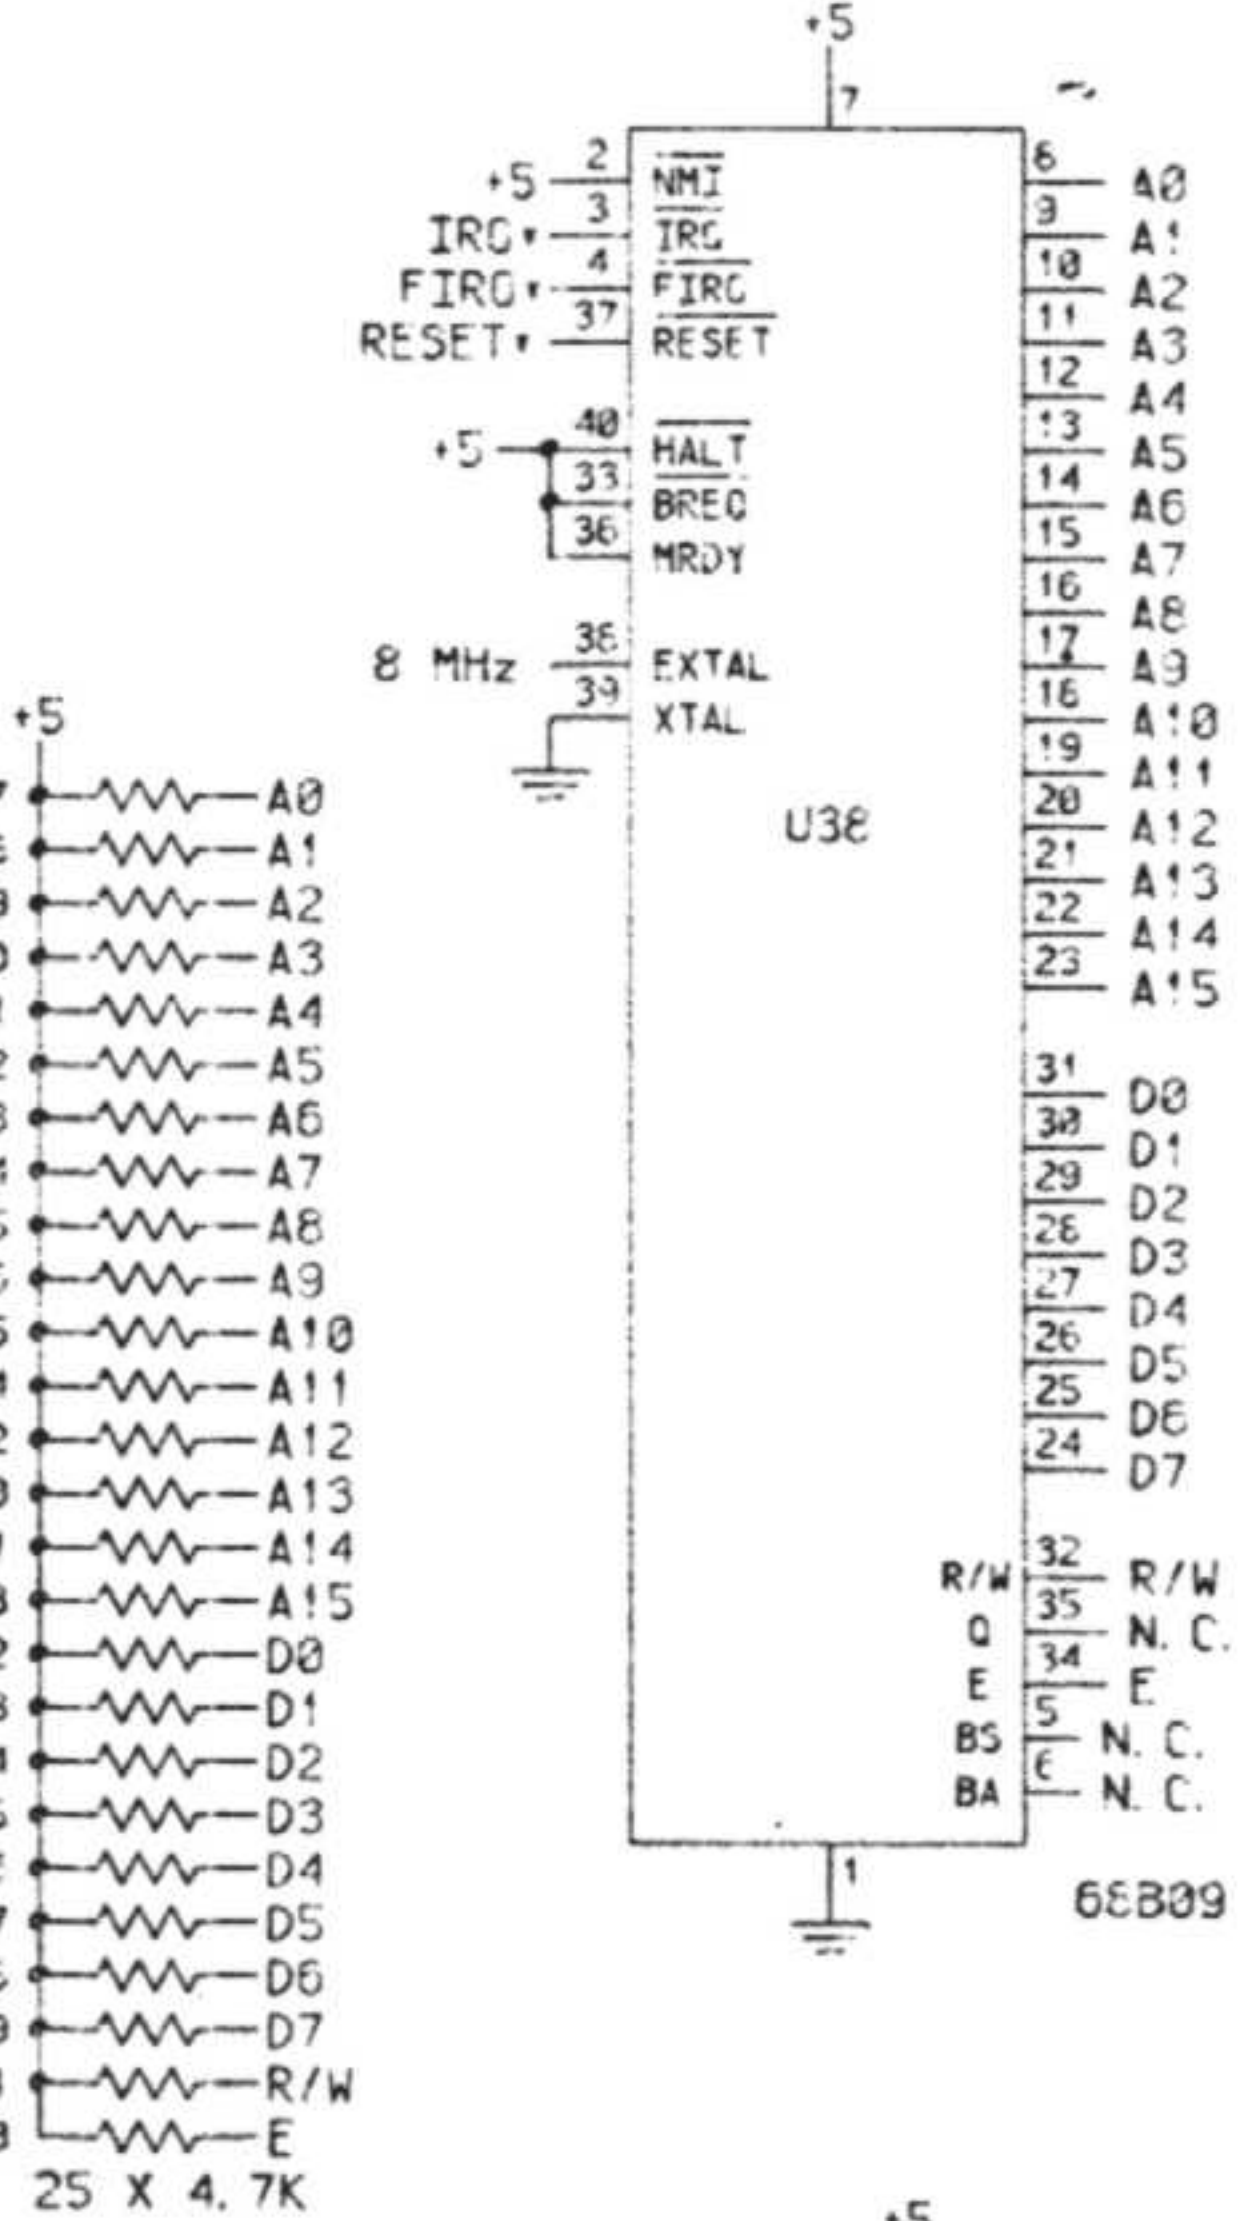 +5
7
2
NMI
+5
3
IRQ
IRQ
4
FIRQ
FIRQ
37
RESET
RESET
40
HALT
+5
33
BREQ
36
MRDY
38
EXTAL
8 MHz
39
XTAL
U38
8
A0
9
A1
10
A2
11
A3
12
A4
13
A5
14
A6
15
A7
16
A8
17
A9
18
A10
19
A11
20
A12
21
A13
22
A14
23
A15
31
D0
30
D1
29
D2
28
D3
27
D4
26
D5
25
D6
24
D7
32
R/W R/W
35
Q N.C.
34
E E
5
BS N.C.
6
BA N.C.
1
68B09
+5
A0
A1
A2
A3
A4
A5
A6
A7
A8
A9
A10
A11
A12
A13
A14
A15
D0
D1
D2
D3
D4
D5
D6
D7
R/W
E
25 X 4.7K
+5